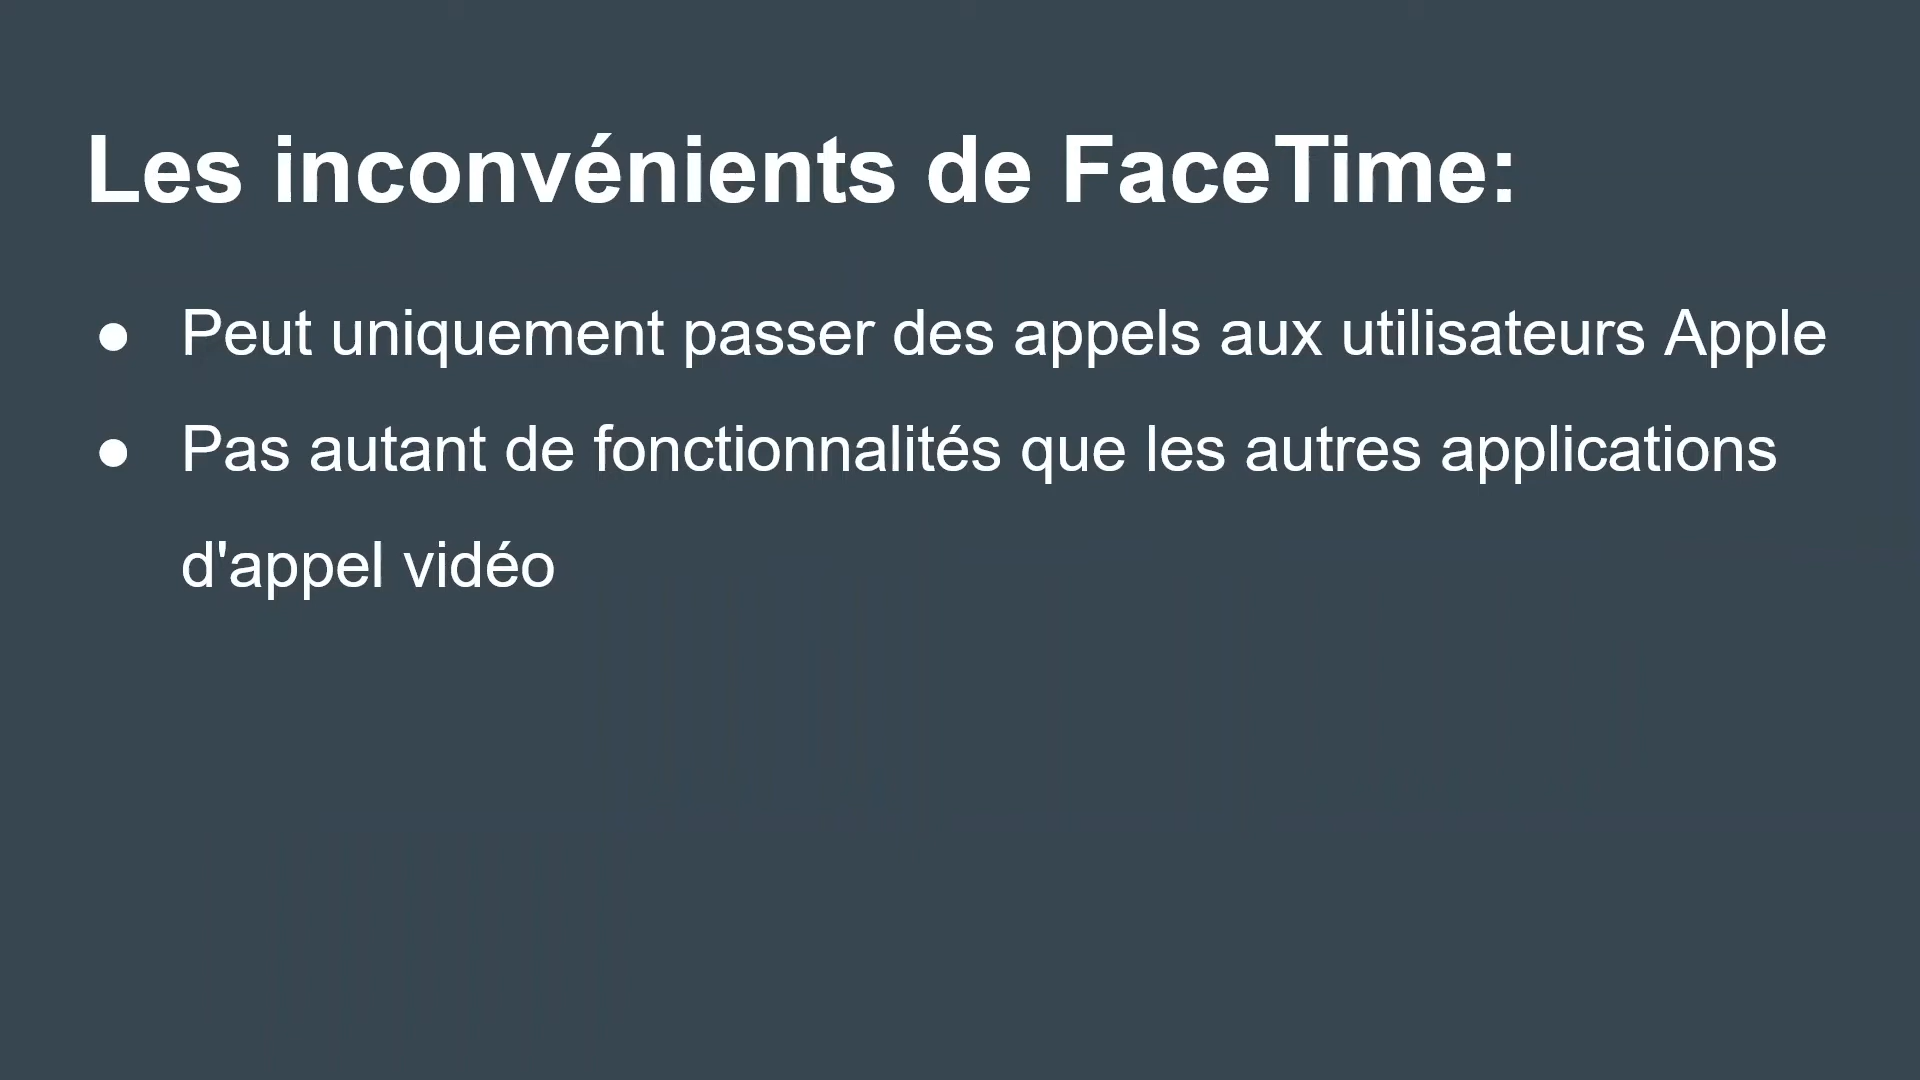 Les inconvénients de FaceTime:
● Peut uniquement passer des appels aux utilisateurs Apple
● Pas autant de fonctionnalités que les autres applications
d'appel vidéo